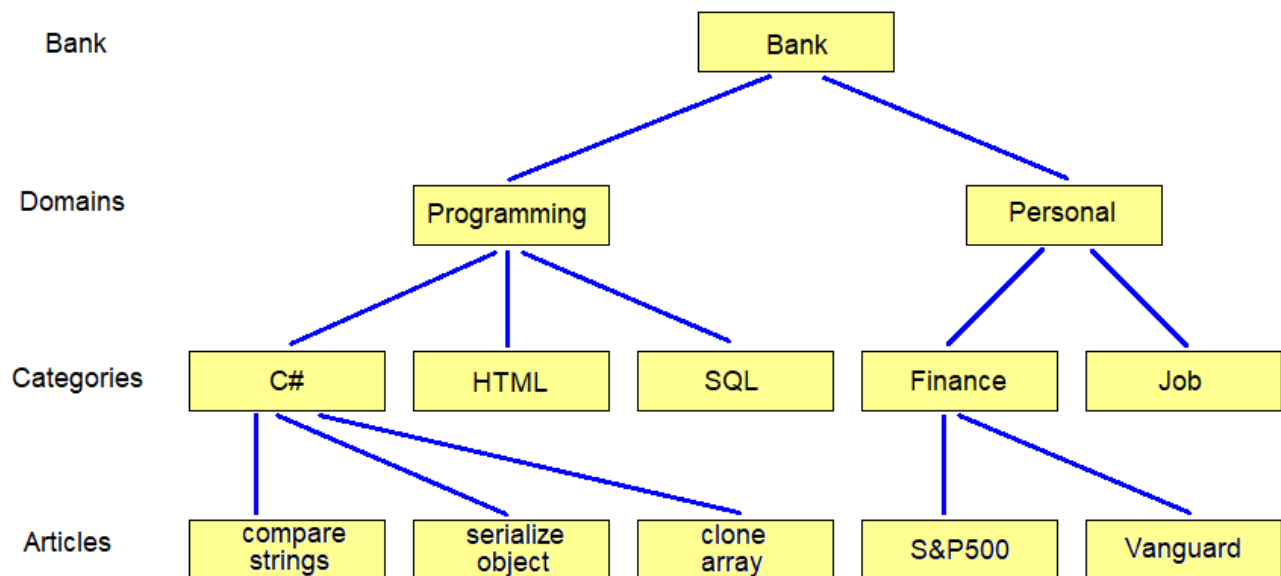 Bank
Bank
Domains
Programming
Personal
Categories
C#
HTML
SQL
Finance
Job
Articles
compare
strings
serialize
object
clone
array
S&P500
Vanguard